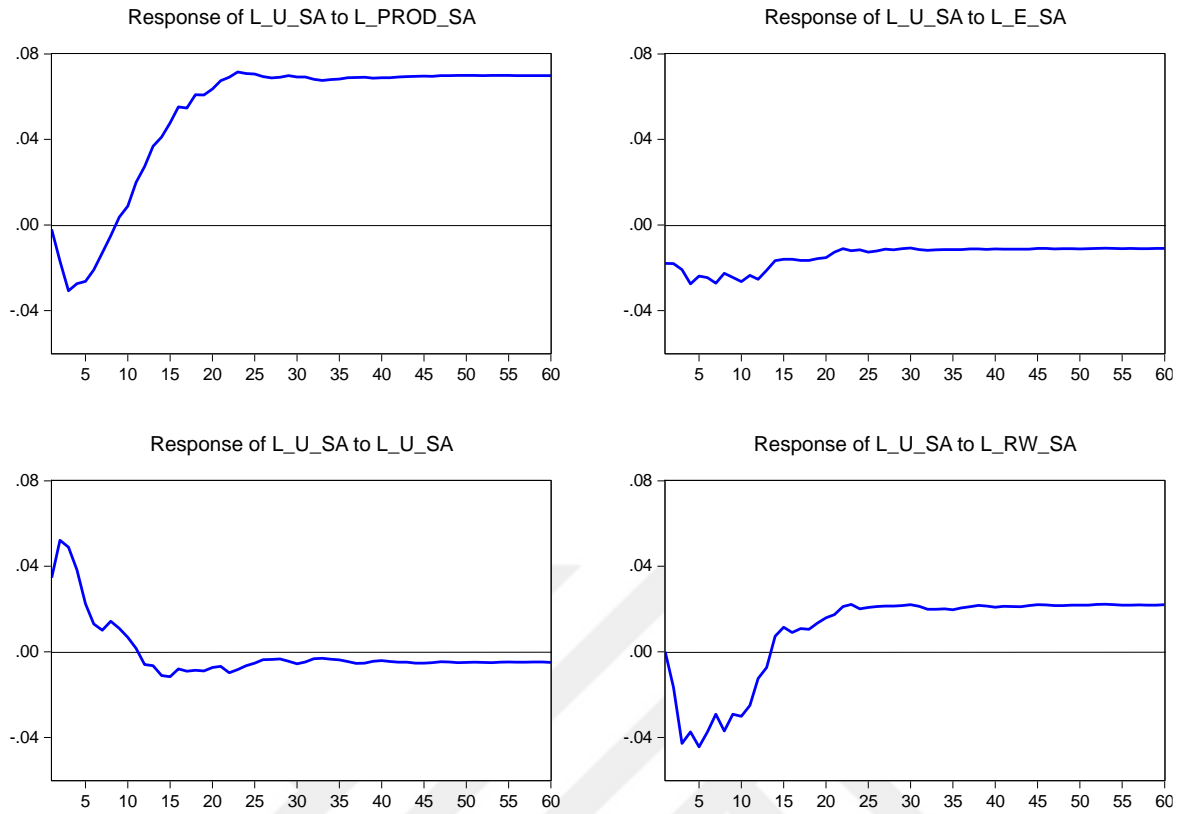 Response of L_U_SA to L_PROD_SA
.08
.04
.00
-.04
5 10 15 20 25 30 35 40 45 50 55 60
Response of L_U_SA to L_E_SA
.08
.04
.00
-.04
5 10 15 20 25 30 35 40 45 50 55 60
Response of L_U_SA to L_U_SA
.08
.04
.00
-.04
5 10 15 20 25 30 35 40 45 50 55 60
Response of L_U_SA to L_RW_SA
.08
.04
.00
-.04
5 10 15 20 25 30 35 40 45 50 55 60